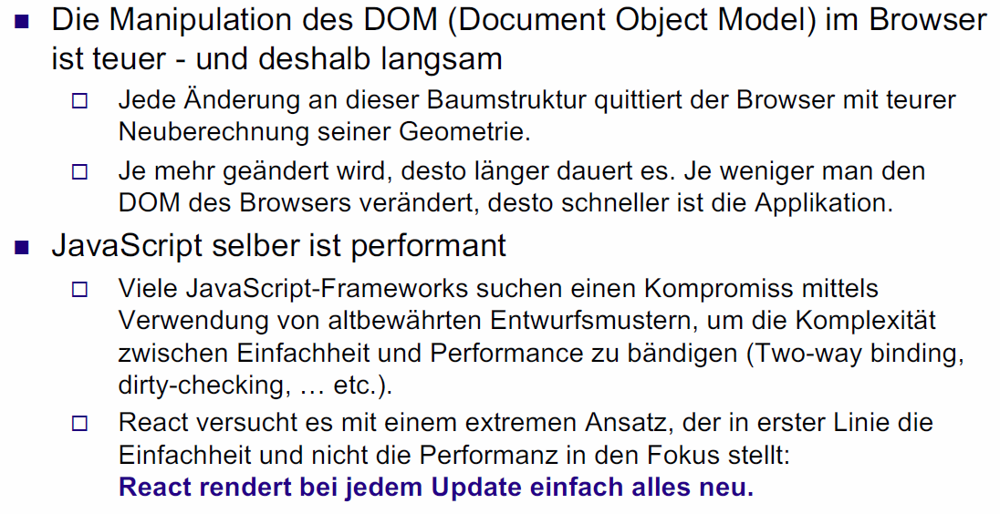 Die Manipulation des DOM (Document Object Model) im Browser
ist teuer - und deshalb langsam
Jede Änderung an dieser Baumstruktur quittiert der Browser mit teurer
Neuberechnung seiner Geometrie.
Je mehr geändert wird, desto länger dauert es. Je weniger man den
DOM des Browsers verändert, desto schneller ist die Applikation.
JavaScript selber ist performant
Viele JavaScript-Frameworks suchen einen Kompromiss mittels
Verwendung von altbewährten Entwurfsmustern, um die Komplexität
zwischen Einfachheit und Performance zu bändigen (Two-way binding,
dirty-checking, … etc.).
React versucht es mit einem extremen Ansatz, der in erster Linie die
Einfachheit und nicht die Performanz in den Fokus stellt:
React rendert bei jedem Update einfach alles neu.